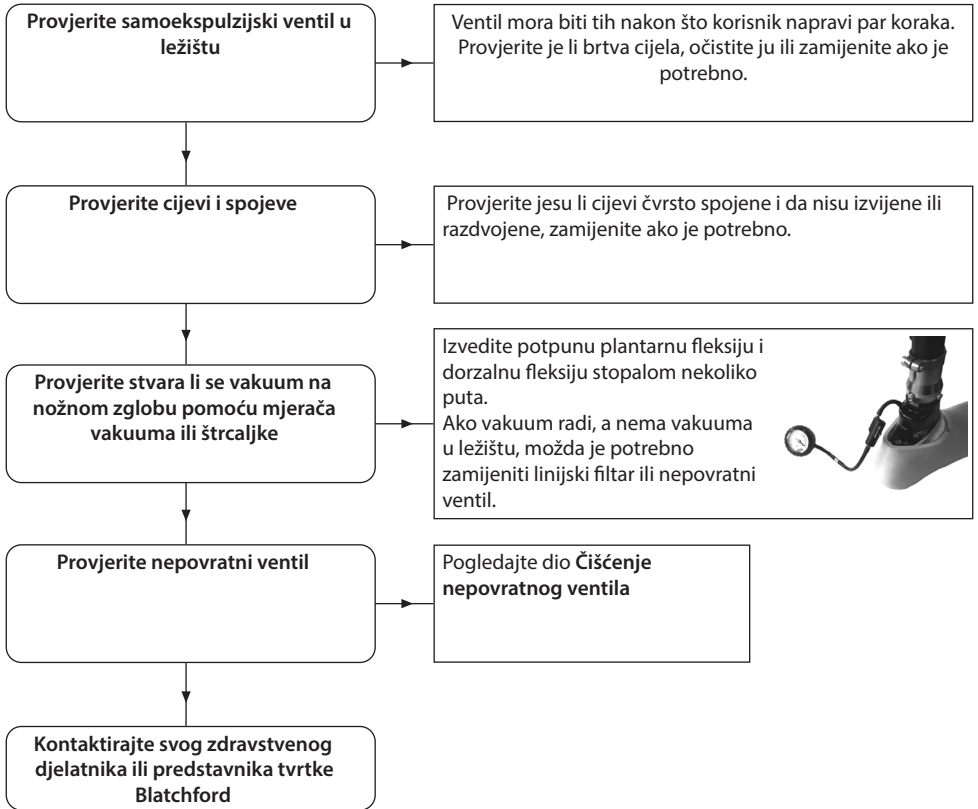 Provjerite samoekspulzijski ventil u
ležištu
Ventil mora biti tih nakon što korisnik napravi par koraka.
Provjerite je li brtva cijela, očistite ju ili zamijenite ako je
potrebno.
Provjerite cijevi i spojeve
Provjerite jesu li cijevi čvrsto spojene i da nisu izvijene ili
razdvojene, zamijenite ako je potrebno.
Provjerite stvara li se vakuum na
nožnom zglobu pomoću mjerača
vakuuma ili štrcaljke
Izvedite potpunu plantarnu fleksiju i
dorzalnu fleksiju stopalom nekoliko
puta.
Ako vakuum radi, a nema vakuuma
u ležištu, možda je potrebno
zamijeniti linijski filtar ili nepovratni
ventil.
Provjerite nepovratni ventil
Pogledajte dio Čišćenje
nepovratnog ventila
Kontaktirajte svog zdravstvenog
djelatnika ili predstavnika tvrtke
Blatchford